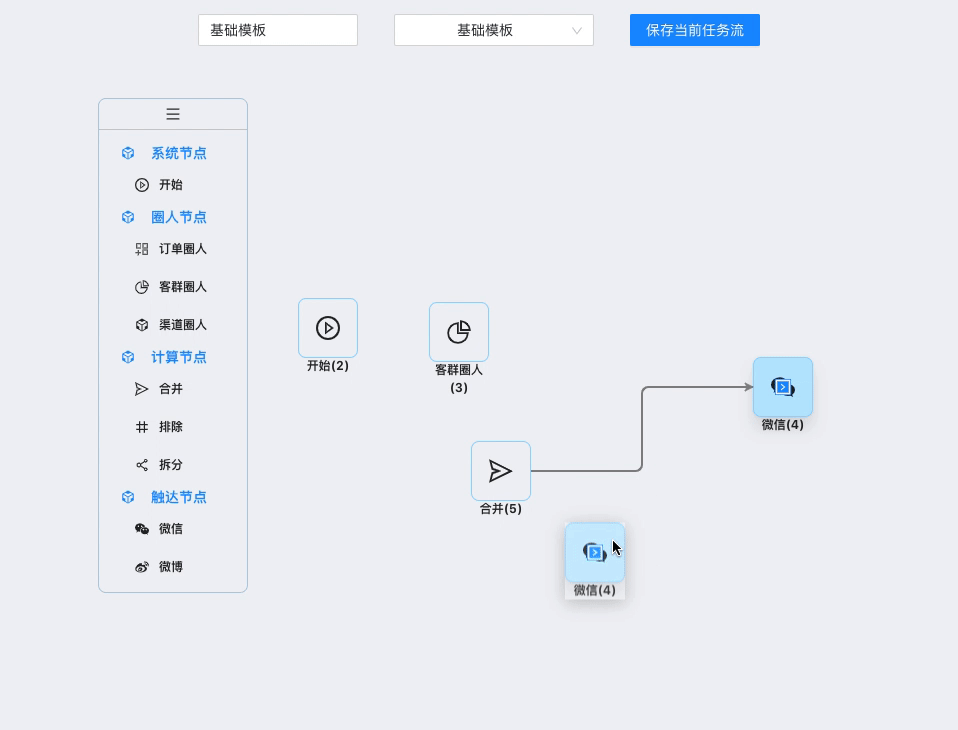 基础模板
基础模板
保存当前任务流
系统节点
开始
圈人节点
订单圈人
客群圈人
渠道圈人
计算节点
合并
排除
拆分
触达节点
微信
微博
开始(2)
客群圈人
(3)
微信(4)
合并(5)
微信(4)